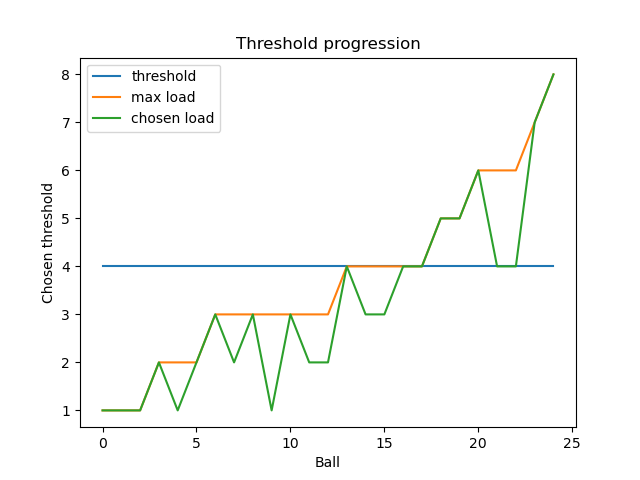 Threshold progression
threshold
max load
chosen load
Chosen threshold
8
7
6
5
4
3
2
1
0 5 10 15 20 25
Ball